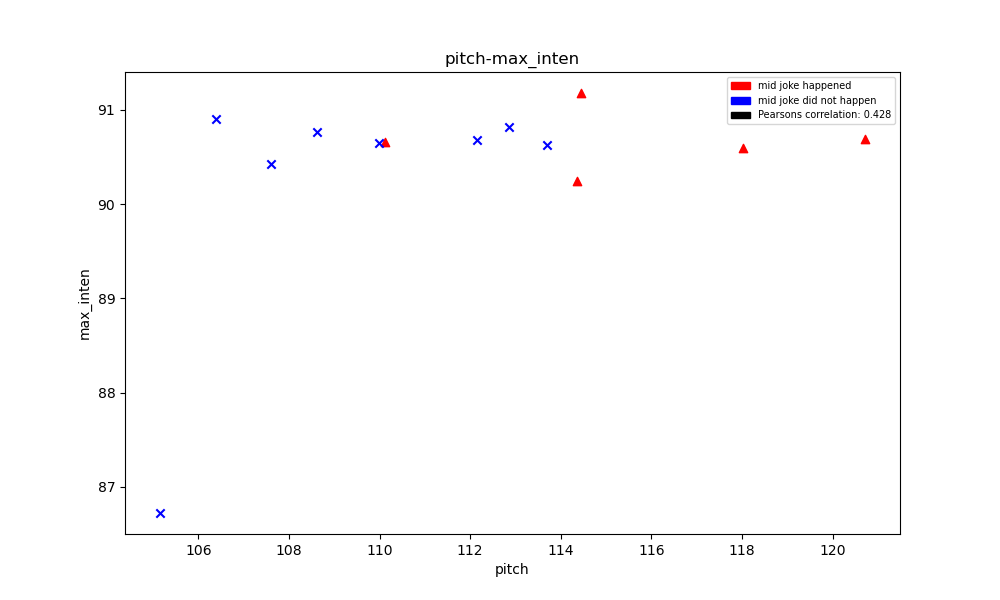 pitch-max_inten
mid joke happened
mid joke did not happen
Pearsons correlation: 0.428
max_inten
91
90
89
88
87
106 108 110 112 114 116 118 120
pitch